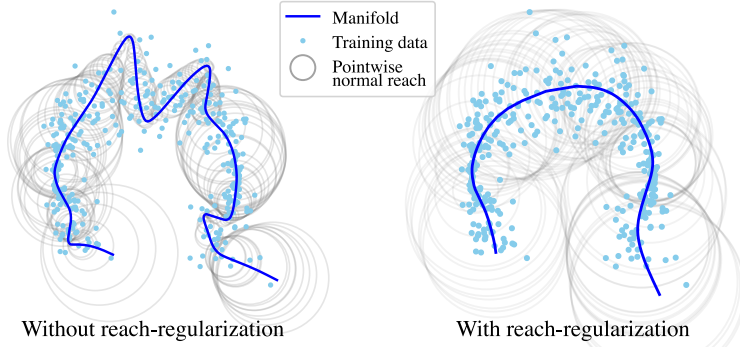 Manifold
Training data
Pointwise
normal reach
Without reach-regularization
With reach-regularization